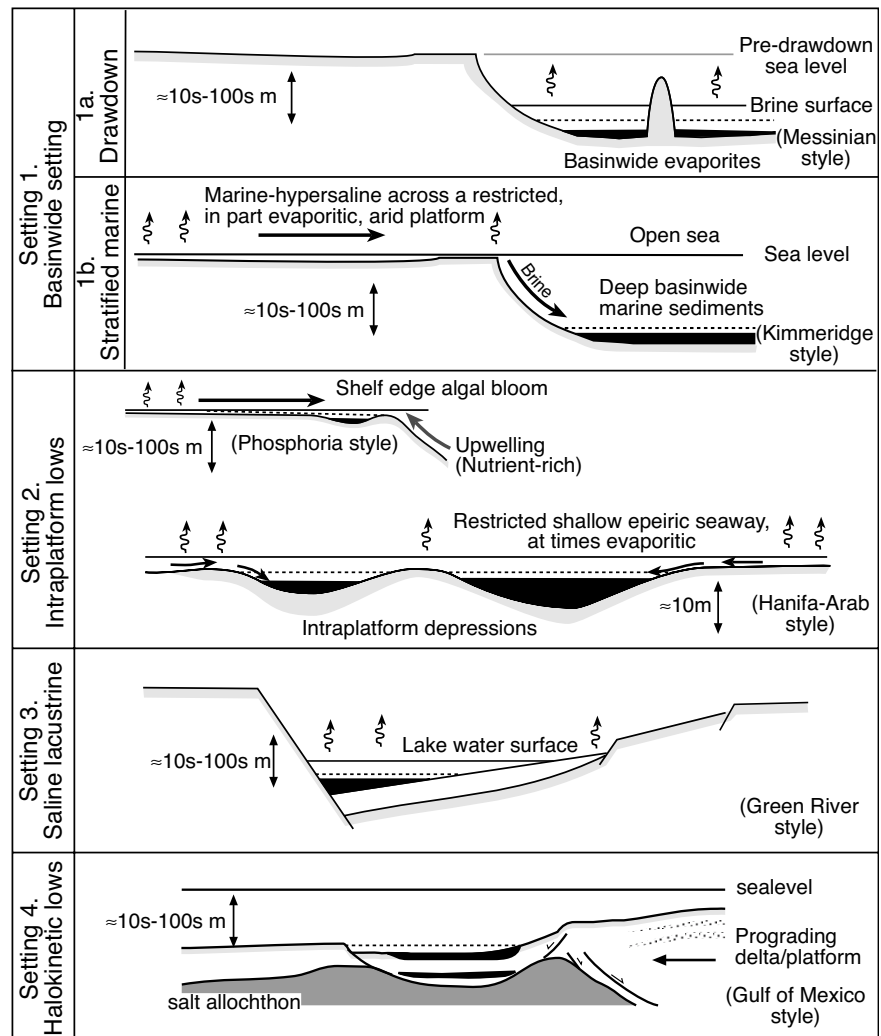 Setting 1.
Basinwide setting
1a.
Drawdown
≈10s-100s m
Pre-drawdown
sea level
Brine surface
(Messinian
style)
Basinwide evaporites
1b.
Stratified marine
Marine-hypersaline across a restricted,
in part evaporitic, arid platform
Open sea
Sea level
≈10s-100s m
Brine
Deep basinwide
marine sediments
(Kimmeridge
style)
Setting 2.
Intraplatform lows
Shelf edge algal bloom
≈10s-100s m
(Phosphoria style)
Upwelling
(Nutrient-rich)
Restricted shallow epeiric seaway,
at times evaporitic
≈10m
(Hanifa-Arab
style)
Intraplatform depressions
Setting 3.
Saline lacustrine
≈10s-100s m
Lake water surface
(Green River
style)
Setting 4.
Halokinetic lows
≈10s-100s m
sealevel
Prograding
delta/platform
salt allochthon
(Gulf of Mexico
style)